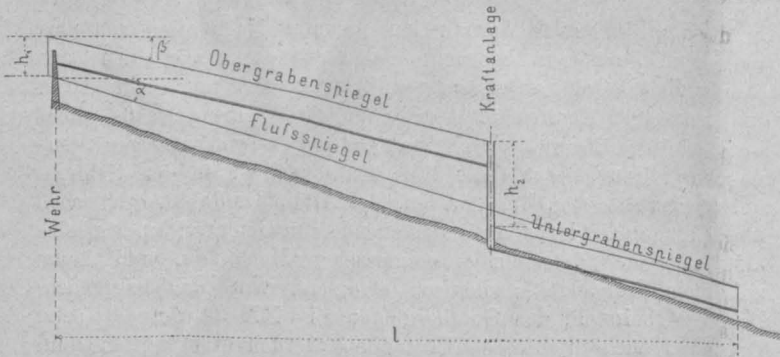 Kraftanlage
h₁
β
Obergrabenspiegel
α
Flufsspiegel
h₂
Wehr
Untergrabenspiegel
l